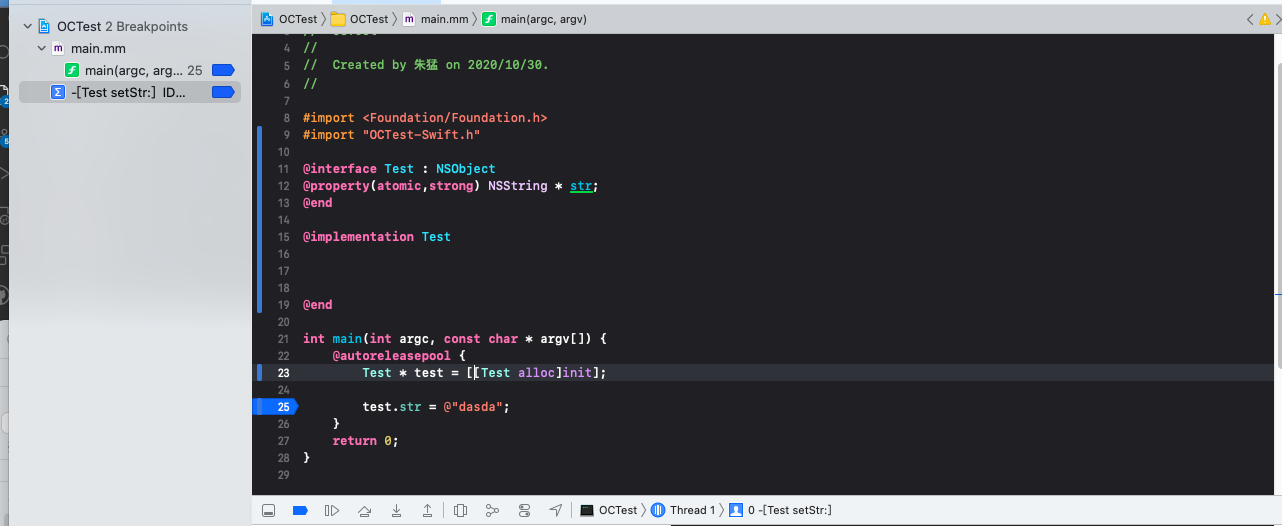 OCTest 2 Breakpoints
main.mm
main(argc, arg... 25
-[Test setStr:] ID...
OCTest 〉 OCTest 〉 main.mm 〉 main(argc, argv)
4 //
5 //  Created by 朱猛 on 2020/10/30.
6 //
7
8 #import <Foundation/Foundation.h>
9 #import "OCTest-Swift.h"
10
11 @interface Test : NSObject
12 @property(atomic,strong) NSString * str;
13 @end
14
15 @implementation Test
16
17
18
19 @end
20
21 int main(int argc, const char * argv[]) {
22     @autoreleasepool {
23         Test * test = [[Test alloc]init];
24
25         test.str = @"dasda";
26     }
27     return 0;
28 }
29
OCTest 〉 Thread 1 〉 0 -[Test setStr:]